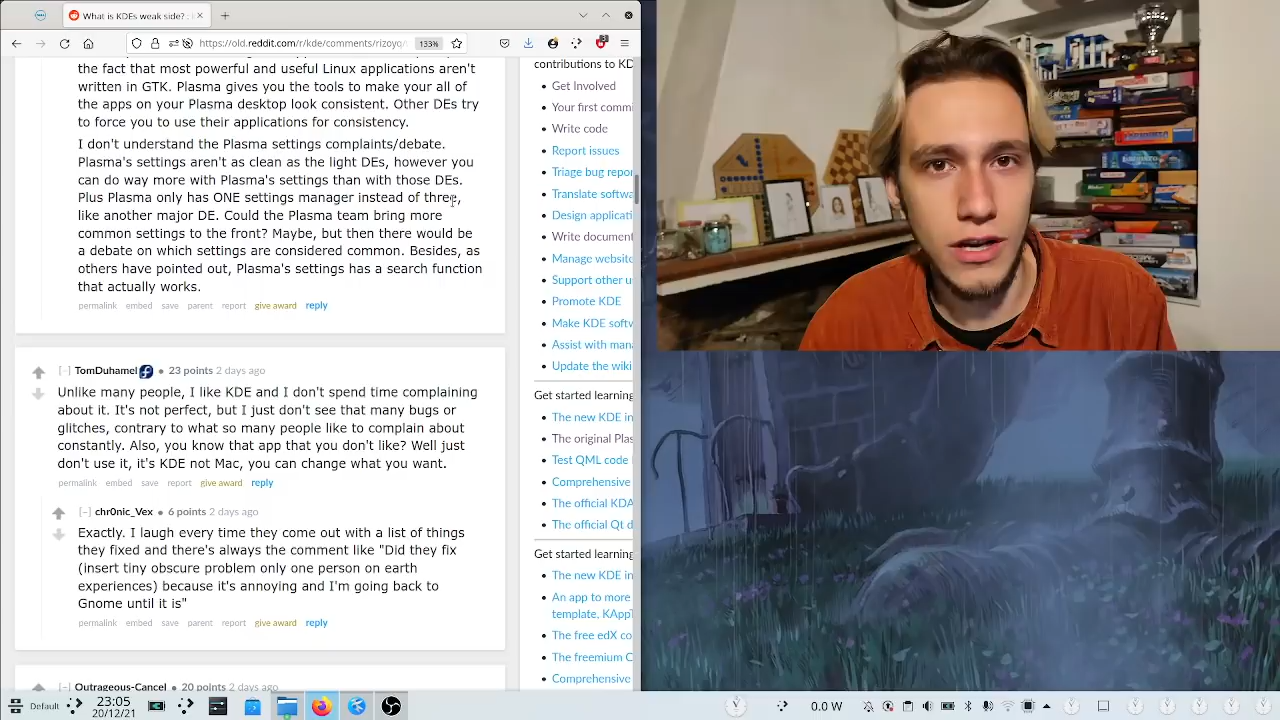 What is KDEs weak side? : l
https://old.reddit.com/r/kde/comments/rizoyq/
133%
the fact that most powerful and useful Linux applications aren't
written in GTK. Plasma gives you the tools to make your all of
the apps on your Plasma desktop look consistent. Other DEs try
to force you to use their applications for consistency.
I don't understand the Plasma settings complaints/debate.
Plasma's settings aren't as clean as the light DEs, however you
can do way more with Plasma's settings than with those DEs.
Plua Plasma only has ONE settings manager instead of three
like another major DE. Could the Plasma team bring more
common settings to the front? Maybe, but then there could be
a debate on which settings are considered common. Besides, as
others have pointed out, Plasma's settings has a search function
that actually works.
permalink embed save parent report give award reply
[-] TomDuhamel • 23 points 2 days ago
Unlike many people, I like KDE and I don't spend time complaining
about it. It's not perfect, but I just don't see that many bugs or
glitches, contrary to what so many people like to complain about
constantly. Also, you know that app that you don't like? Well just
don't use it, it's KDE not Mac, you can change what you want.
permalink embed save report give award reply
[-] chr0nic_Vex • 6 points 2 days ago
Exactly. I laugh every time they come out with a list of things
they fixed and there's always the comment like "Did they fix
(insert tiny obscure problem only one person on earth
experiences) because it's annoying and I'm going back to
Gnome until it is"
permalink embed save parent report give award reply
[-] Outrageous-Cancel • 20 points 2 days ago
contributions to KD
• Get Involved
• Your first commi
• Write code
• Report issues
• Triage bug repor
• Translate softwa
• Design applicati
• Write document
• Manage website
• Support other u
• Promote KDE
• Make KDE softw
• Assist with mana
• Update the wiki
Get started learning
• The new KDE in
• The original Plas
• Test QML code
• Comprehensive
• The official KDA
• The official Qt d
Get started learning
• The new KDE in
• An app to more
template, KAppT
• The free edX co
• The freemium C
• Comprehensive
Default
23:05
20/12/21
0.0 W